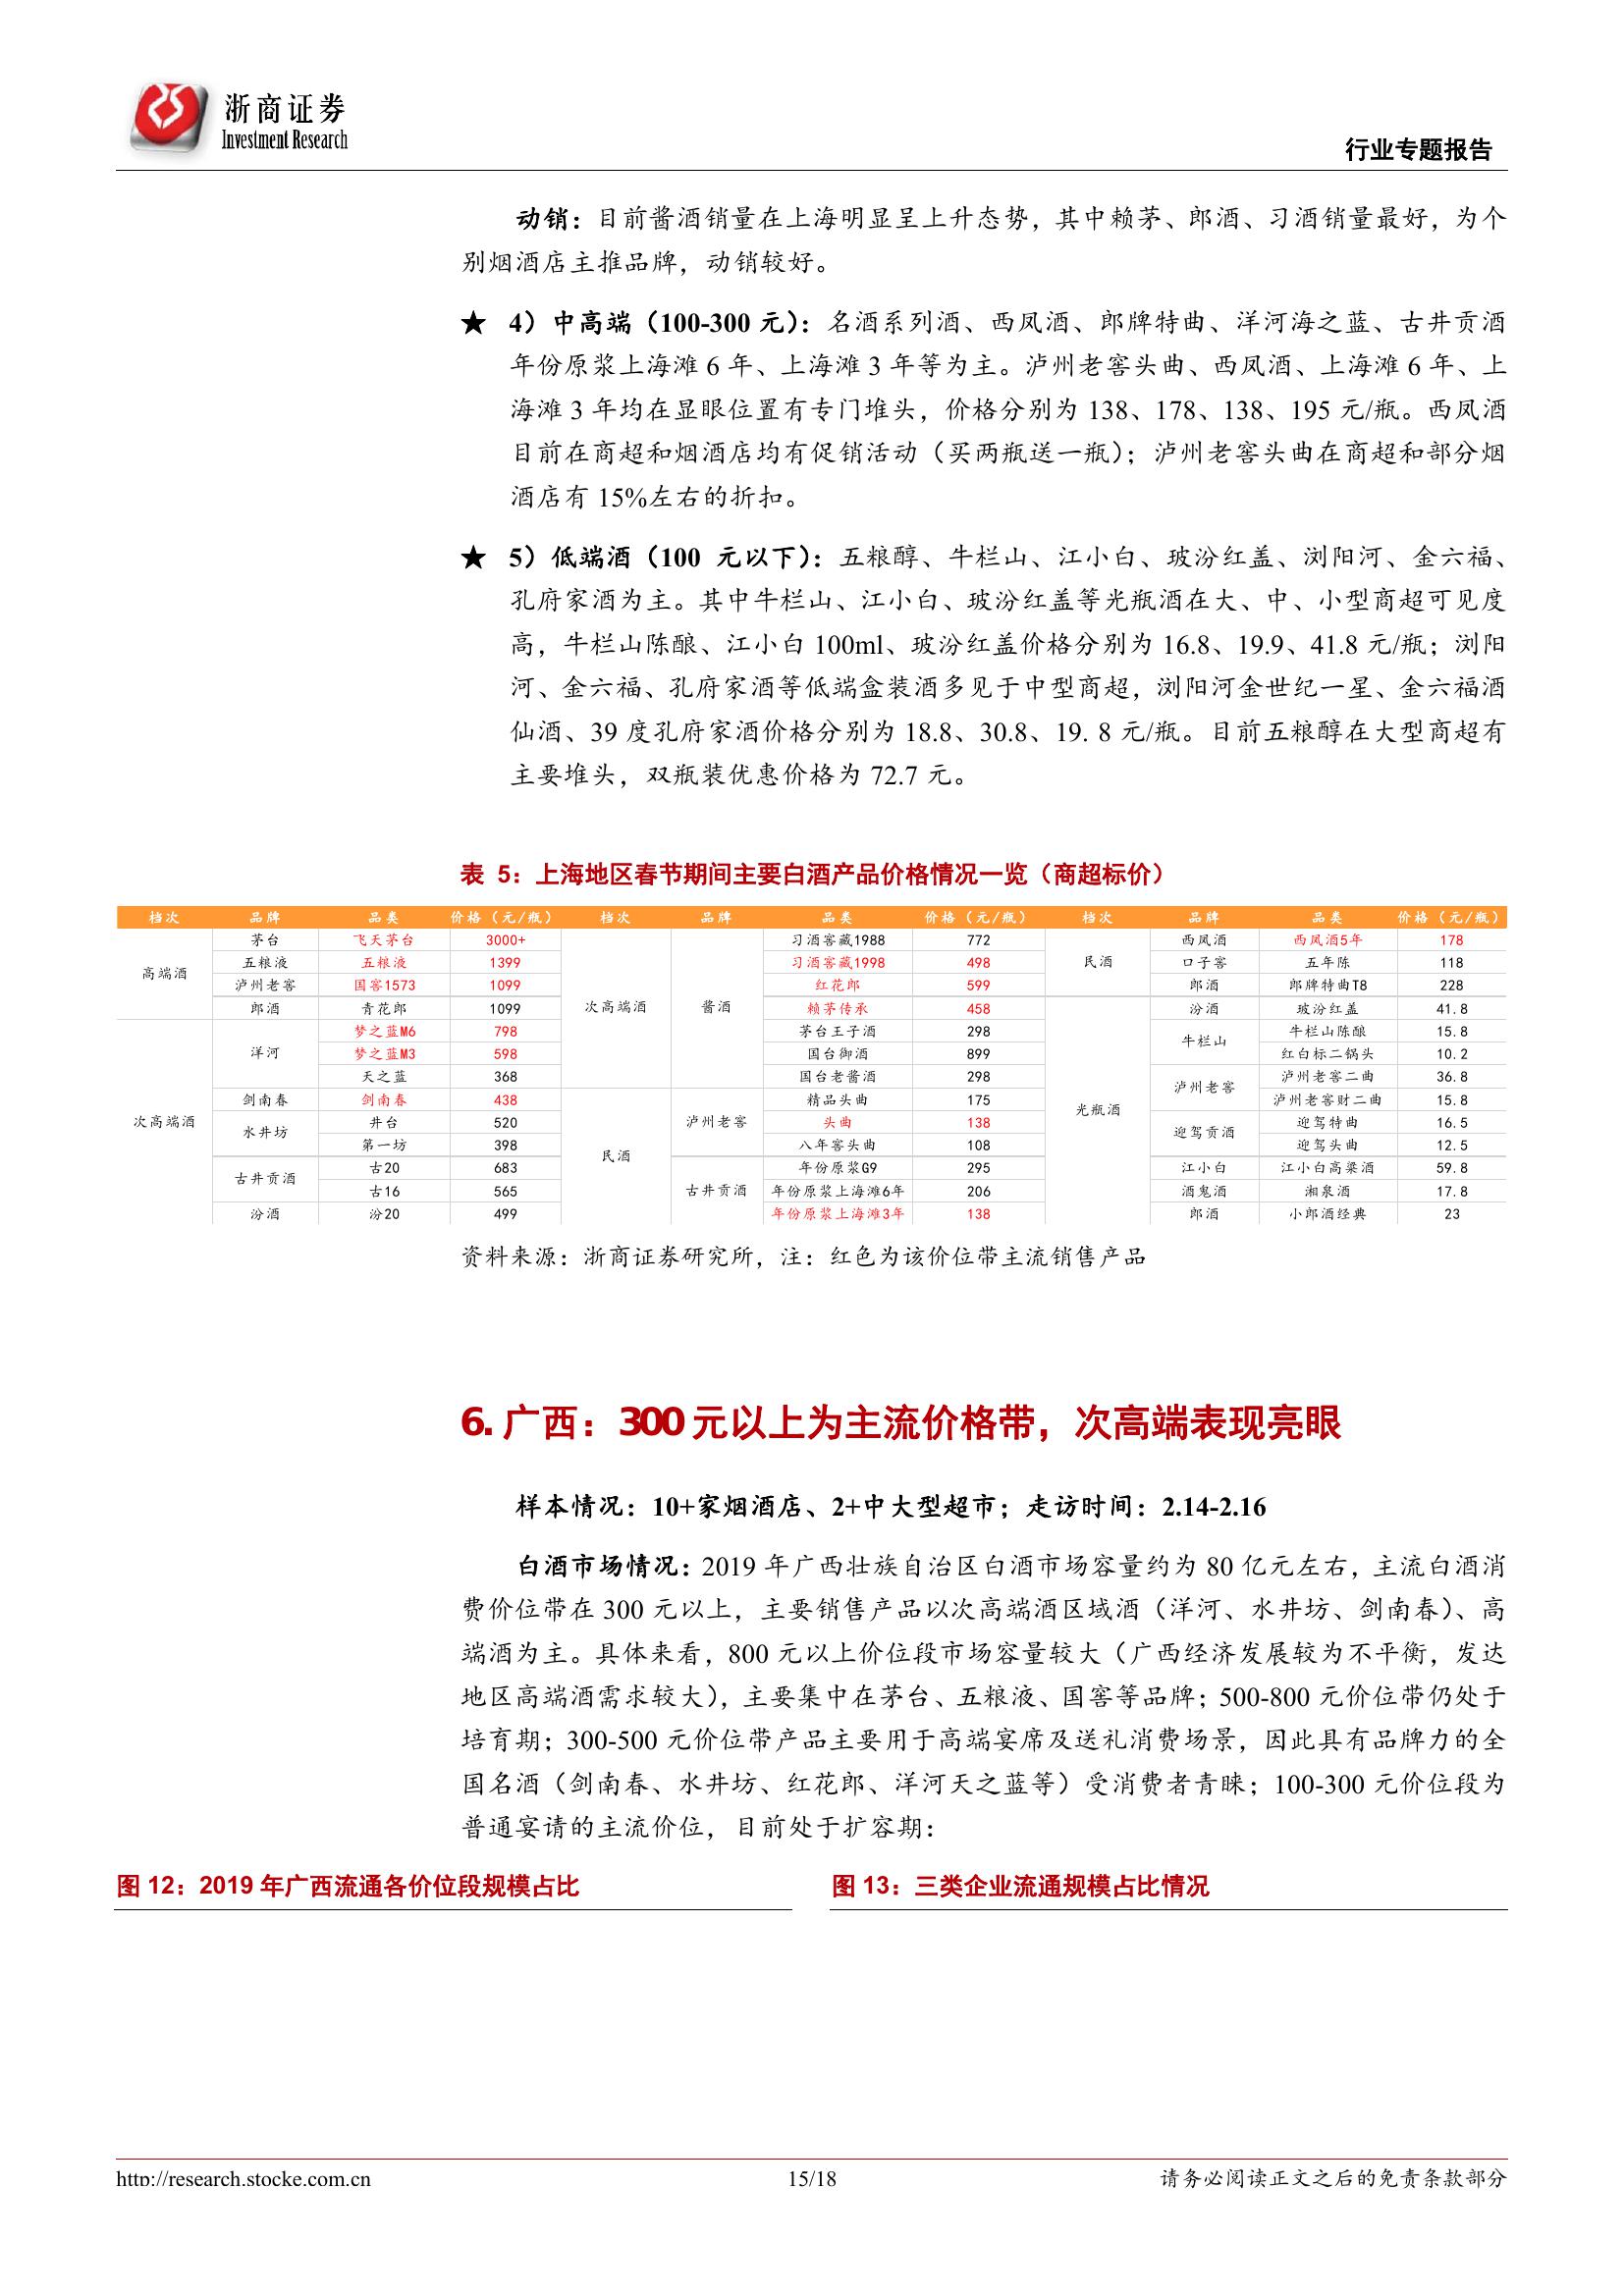 浙商证券
Investment Research
行业专题报告
动销：目前酱酒销量在上海明显呈上升态势，其中赖茅、郎酒、习酒销量最好，为个
别烟酒店主推品牌，动销较好。
★ 4）中高端（100-300 元）：名酒系列酒、西凤酒、郎牌特曲、洋河海之蓝、古井贡酒
年份原浆上海滩 6 年、上海滩 3 年等为主。泸州老窖头曲、西凤酒、上海滩 6 年、上
海滩 3 年均在显眼位置有专门堆头，价格分别为 138、178、138、195 元/瓶。西凤酒
目前在商超和烟酒店均有促销活动（买两瓶送一瓶）；泸州老窖头曲在商超和部分烟
酒店有 15%左右的折扣。
★ 5）低端酒（100 元以下）：五粮醇、牛栏山、江小白、玻汾红盖、浏阳河、金六福、
孔府家酒为主。其中牛栏山、江小白、玻汾红盖等光瓶酒在大、中、小型商超可见度
高，牛栏山陈酿、江小白 100ml、玻汾红盖价格分别为 16.8、19.9、41.8 元/瓶；浏阳
河、金六福、孔府家酒等低端盒装酒多见于中型商超，浏阳河金世纪一星、金六福酒
仙酒、39 度孔府家酒价格分别为 18.8、30.8、19. 8 元/瓶。目前五粮醇在大型商超有
主要堆头，双瓶装优惠价格为 72.7 元。
表 5：上海地区春节期间主要白酒产品价格情况一览（商超标价）
档次 品牌 品类 价格（元/瓶） 档次 品牌 品类 价格（元/瓶） 档次 品牌 品类 价格（元/瓶）
高端酒 茅台 飞天茅台 3000+ 次高端酒 酱酒 习酒窖藏1988 772 民酒 西凤酒 西凤酒5年 178
五粮液 五粮液 1399 习酒窖藏1998 498 口子窖 五年陈 118
泸州老窖 国窖1573 1099 红花郎 599 郎酒 郎牌特曲T8 228
郎酒 青花郎 1099 赖茅传承 458 光瓶酒 汾酒 玻汾红盖 41.8
次高端酒 洋河 梦之蓝M6 798 茅台王子酒 298 牛栏山 牛栏山陈酿 15.8
梦之蓝M3 598 国台御酒 899 红白标二锅头 10.2
天之蓝 368 国台老酱酒 298 泸州老窖 泸州老窖二曲 36.8
剑南春 剑南春 438 民酒 泸州老窖 精品头曲 175 泸州老窖财二曲 15.8
水井坊 井台 520 头曲 138 迎驾贡酒 迎驾特曲 16.5
第一坊 398 八年窖头曲 108 迎驾头曲 12.5
古井贡酒 古20 683 古井贡酒 年份原浆G9 295 江小白 江小白高粱酒 59.8
古16 565 年份原浆上海滩6年 206 酒鬼酒 湘泉酒 17.8
汾酒 汾20 499 年份原浆上海滩3年 138 郎酒 小郎酒经典 23
资料来源：浙商证券研究所，注：红色为该价位带主流销售产品
6. 广西：300 元以上为主流价格带，次高端表现亮眼
样本情况：10+家烟酒店、2+中大型超市；走访时间：2.14-2.16
白酒市场情况：2019 年广西壮族自治区白酒市场容量约为 80 亿元左右，主流白酒消
费价位带在 300 元以上，主要销售产品以次高端酒区域酒（洋河、水井坊、剑南春）、高
端酒为主。具体来看，800 元以上价位段市场容量较大（广西经济发展较为不平衡，发达
地区高端酒需求较大），主要集中在茅台、五粮液、国窖等品牌；500-800 元价位带仍处于
培育期；300-500 元价位带产品主要用于高端宴席及送礼消费场景，因此具有品牌力的全
国名酒（剑南春、水井坊、红花郎、洋河天之蓝等）受消费者青睐；100-300 元价位段为
普通宴请的主流价位，目前处于扩容期：
图 12：2019 年广西流通各价位段规模占比
图 13：三类企业流通规模占比情况
http://research.stocke.com.cn
15/18
请务必阅读正文之后的免责条款部分